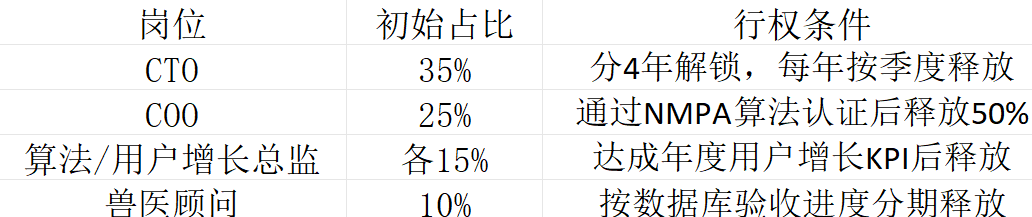 岗位 初始占比 行权条件
CTO 35% 分4年解锁，每年按季度释放
COO 25% 通过NMPA算法认证后释放50%
算法/用户增长总监 各15% 达成年度用户增长KPI后释放
兽医顾问 10% 按数据库验收进度分期释放